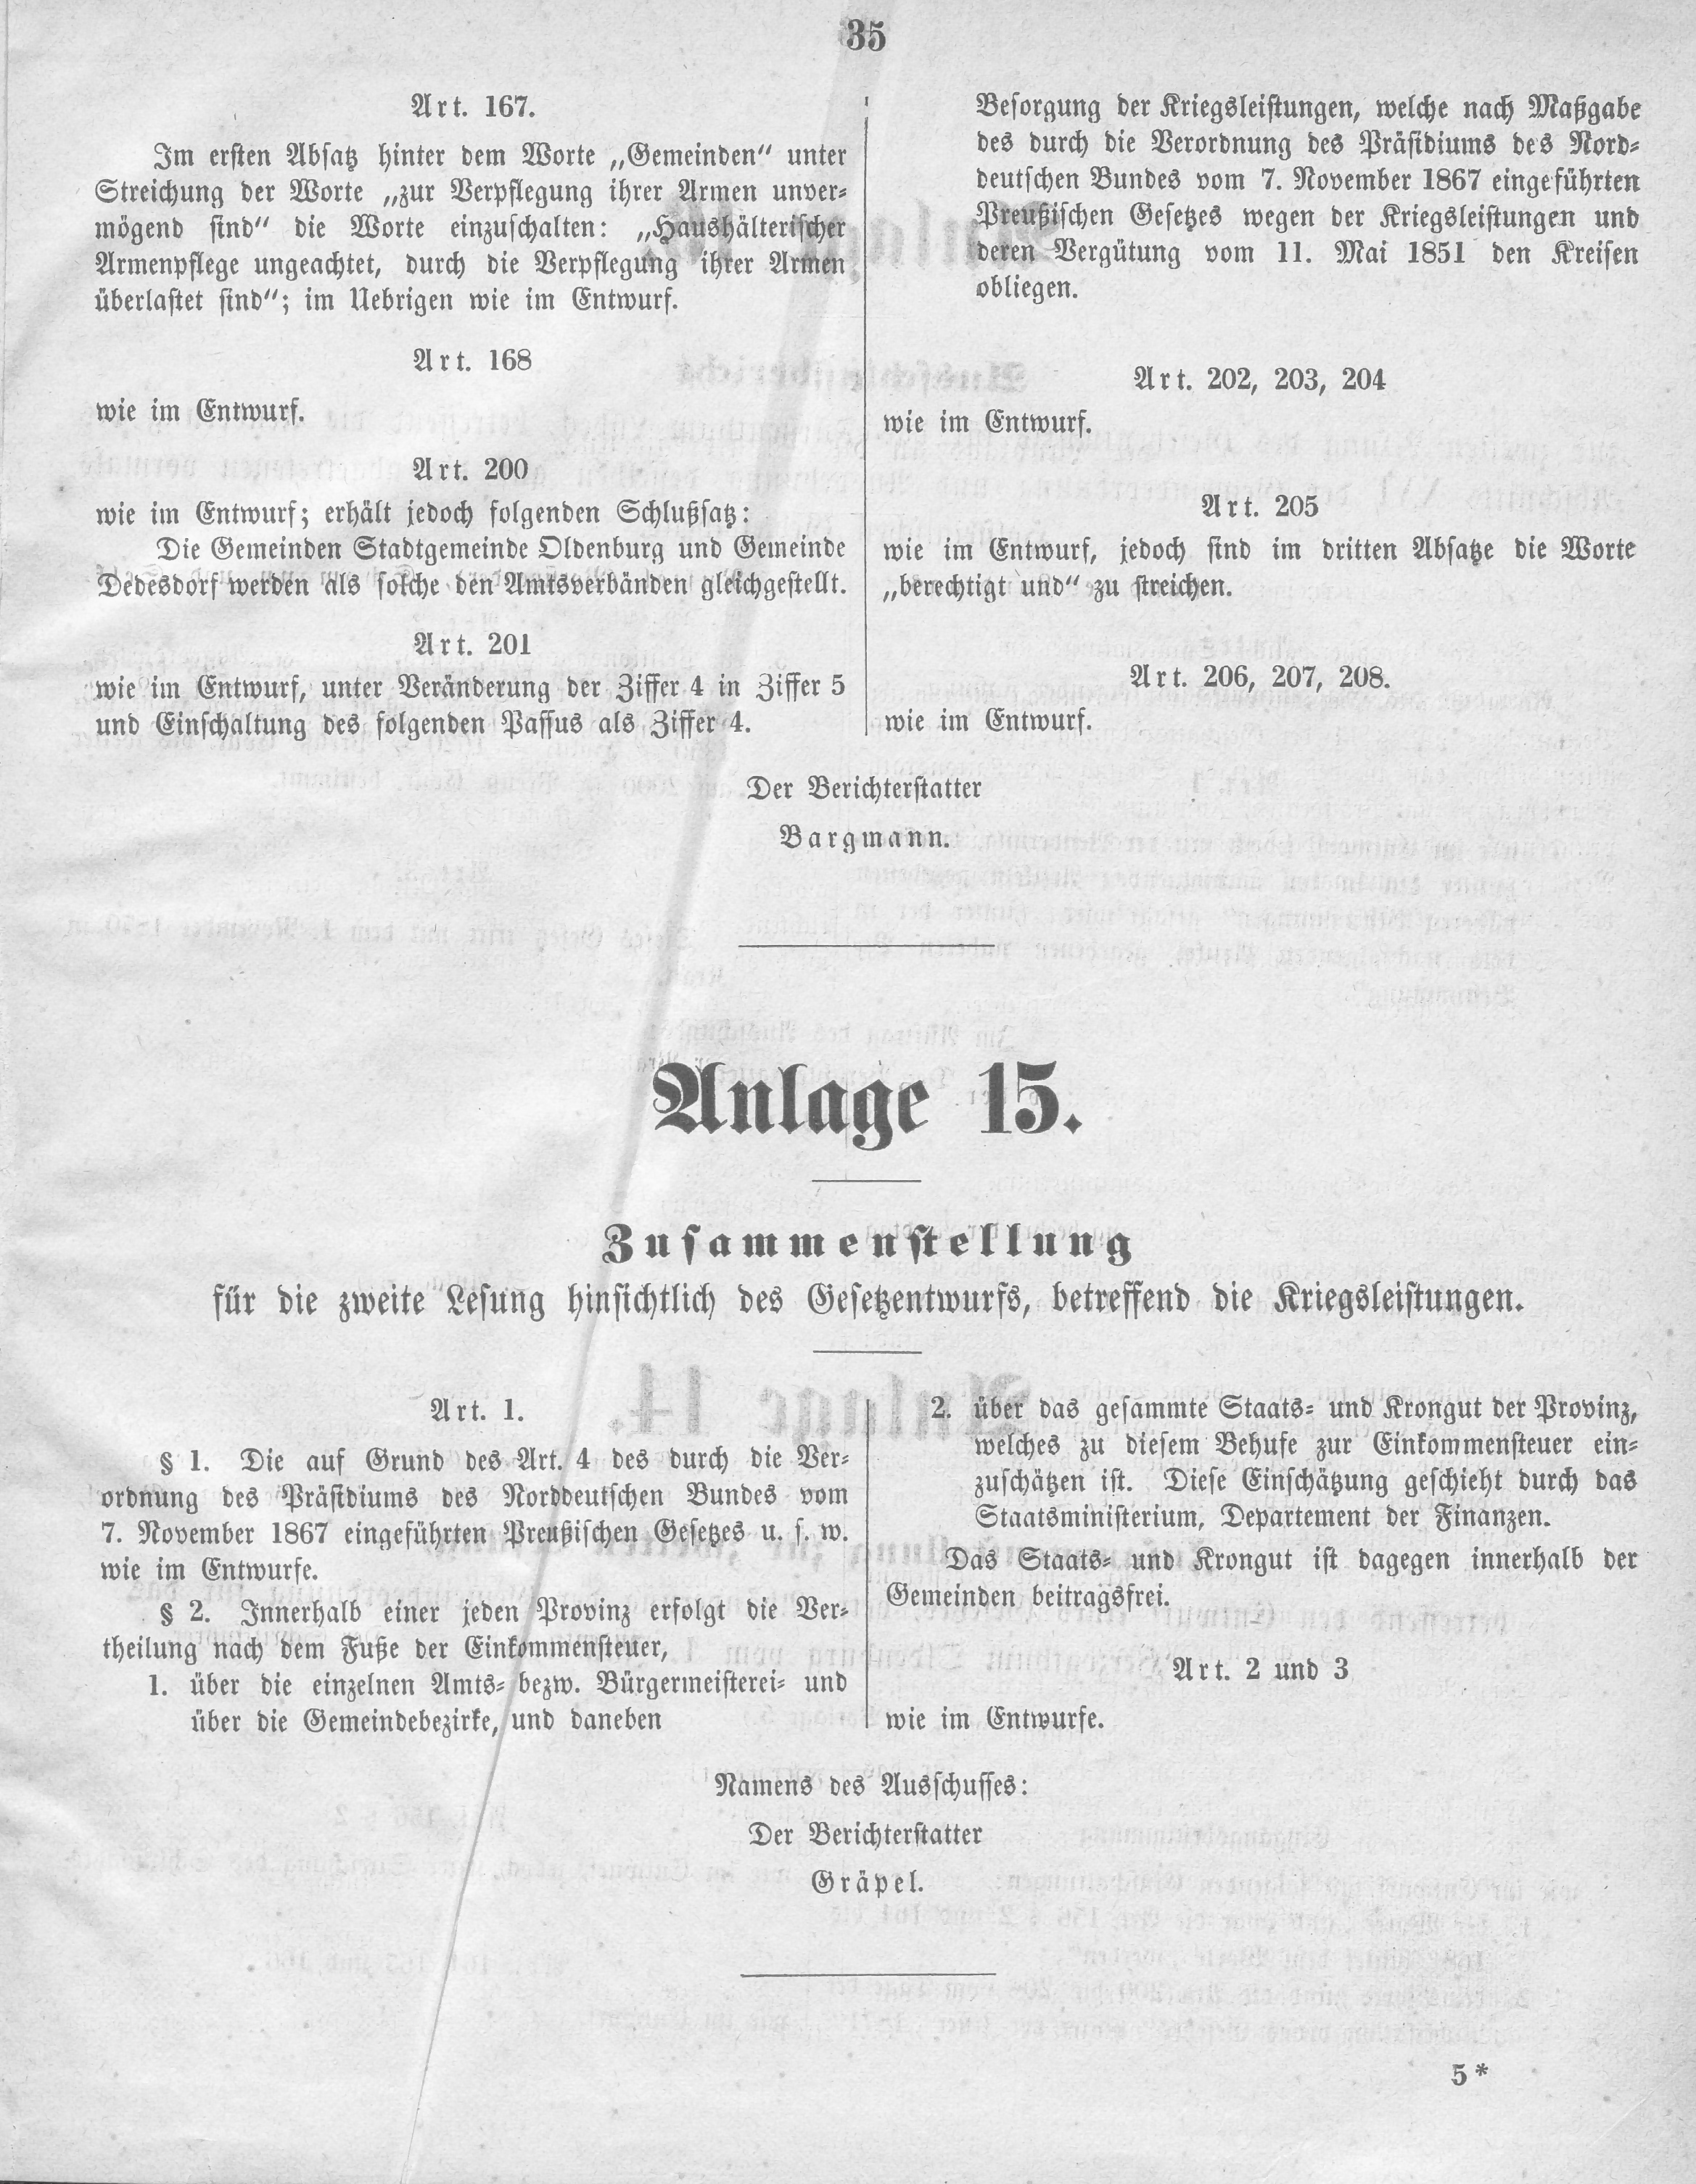 35
Art. 167.
Im ersten Absatz hinter dem Worte „Gemeinden“ unter
Streichung der Worte „zur Verpflegung ihrer Armen unver-
mögend sind“ die Worte einzuschalten: „Haushälterischer
Armenpflege ungeachtet, durch die Verpflegung ihrer Armen
überlastet sind“; im Uebrigen wie im Entwurf.
Art. 168
wie im Entwurf.
Art. 200
wie im Entwurf; erhält jedoch folgenden Schlußsatz:
Die Gemeinden Stadtgemeinde Oldenburg und Gemeinde
Dedesdorf werden als solche den Amtsverbänden gleichgestellt.
Art. 201
wie im Entwurf, unter Veränderung der Ziffer 4 in Ziffer 5
und Einschaltung des folgenden Passus als Ziffer 4.
Besorgung der Kriegsleistungen, welche nach Maßgabe
des durch die Verordnung des Präsidiums des Nord-
deutschen Bundes vom 7. November 1867 eingeführten
Preußischen Gesetzes wegen der Kriegsleistungen und
deren Vergütung vom 11. Mai 1851 den Kreisen
obliegen.
Art. 202, 203, 204
wie im Entwurf.
Art. 205
wie im Entwurf, jedoch sind im dritten Absatze die Worte
„berechtigt und“ zu streichen.
Art. 206, 207, 208.
wie im Entwurf.
Der Berichterstatter
Bargmann.
Anlage 15.
Zusammenstellung
für die zweite Lesung hinsichtlich des Gesetzentwurfs, betreffend die Kriegsleistungen.
Art. 1.
§ 1. Die auf Grund des Art. 4 des durch die Ver-
ordnung des Präsidiums des Norddeutschen Bundes vom
7. November 1867 eingeführten Preußischen Gesetzes u. s. w.
wie im Entwurfe.
§ 2. Innerhalb einer jeden Provinz erfolgt die Ver-
theilung nach dem Fuße der Einkommensteuer,
1. über die einzelnen Amts- bezw. Bürgermeisterei- und
über die Gemeindebezirke, und daneben
2. über das gesammte Staats- und Krongut der Provinz,
welches zu diesem Behufe zur Einkommensteuer ein-
zuschätzen ist. Diese Einschätzung geschieht durch das
Staatsministerium, Departement der Finanzen.
Das Staats- und Krongut ist dagegen innerhalb der
Gemeinden beitragsfrei.
Art. 2 und 3
wie im Entwurfe.
Namens des Ausschusses:
Der Berichterstatter
Gräpel.
5*